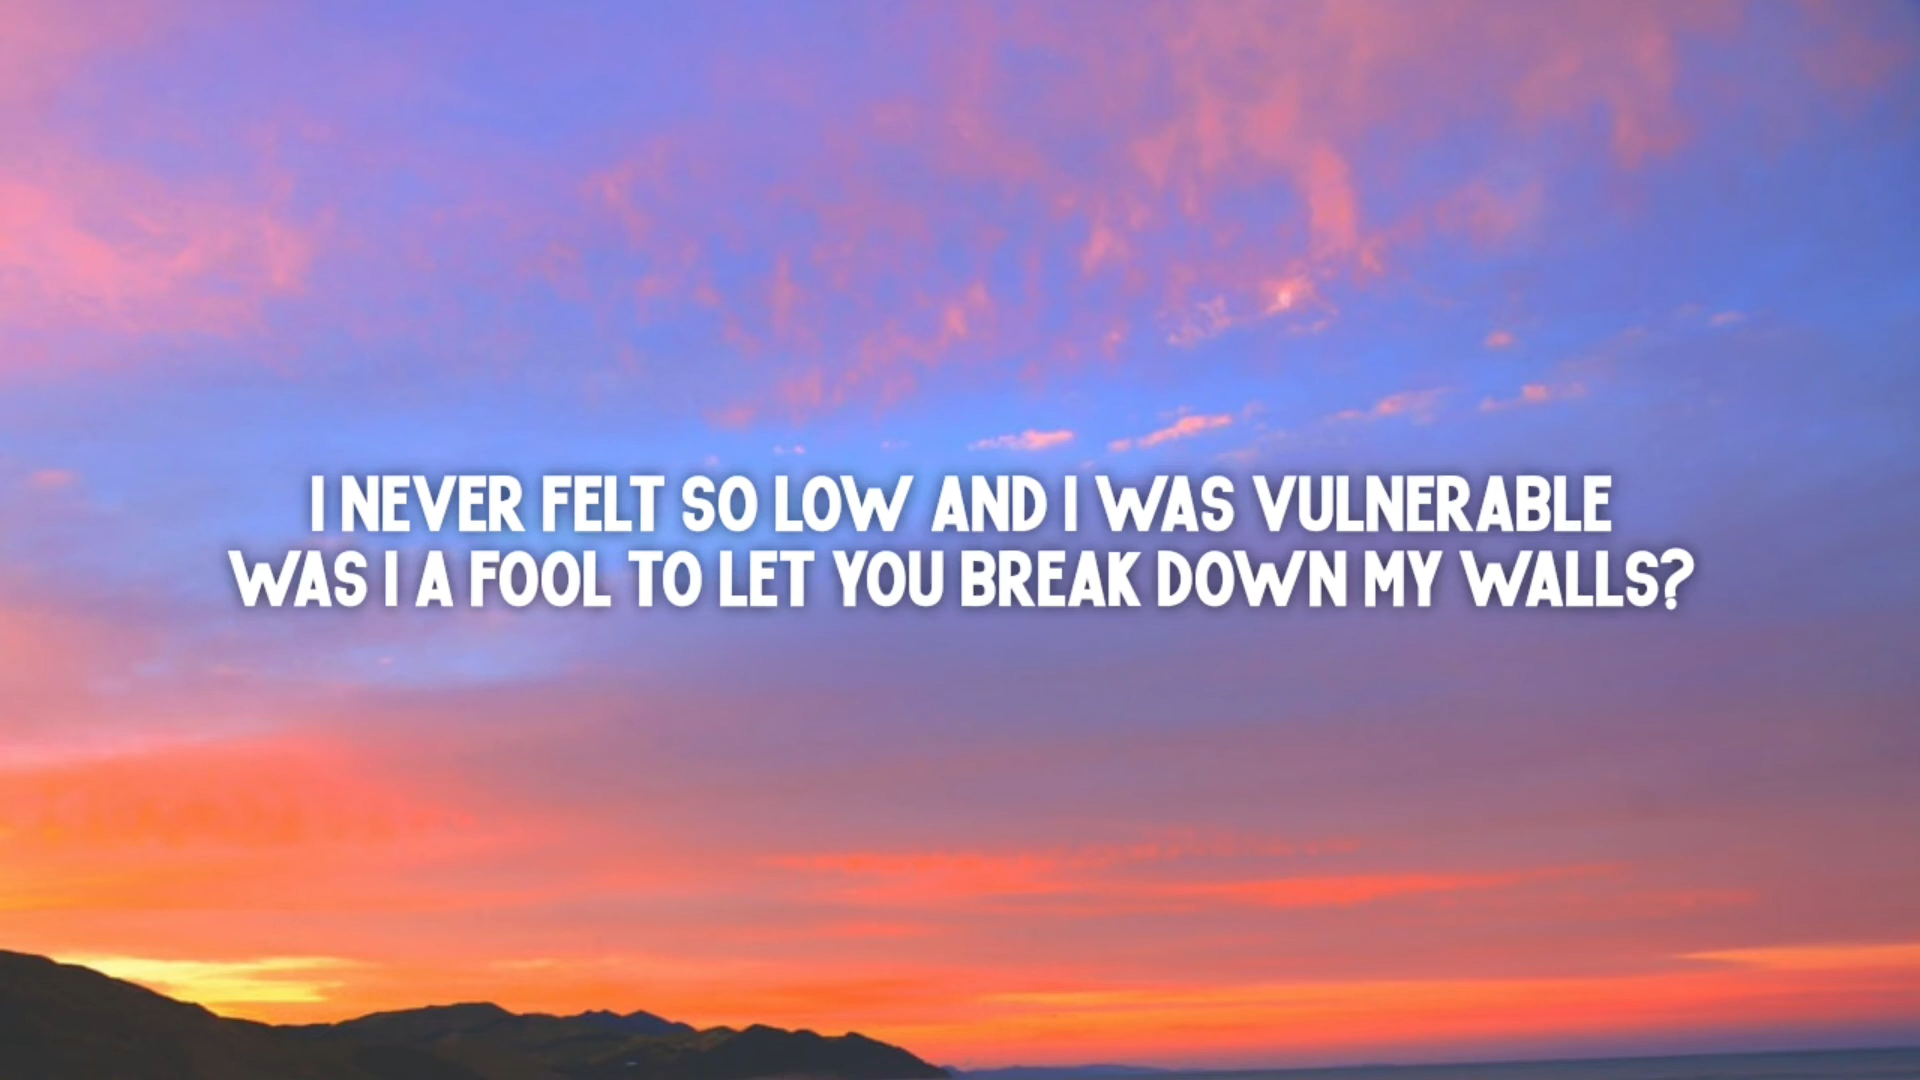 I NEVER FELT SO LOW AND I WAS VULNERABLE
WAS I A FOOL TO LET YOU BREAK DOWN MY WALLS?